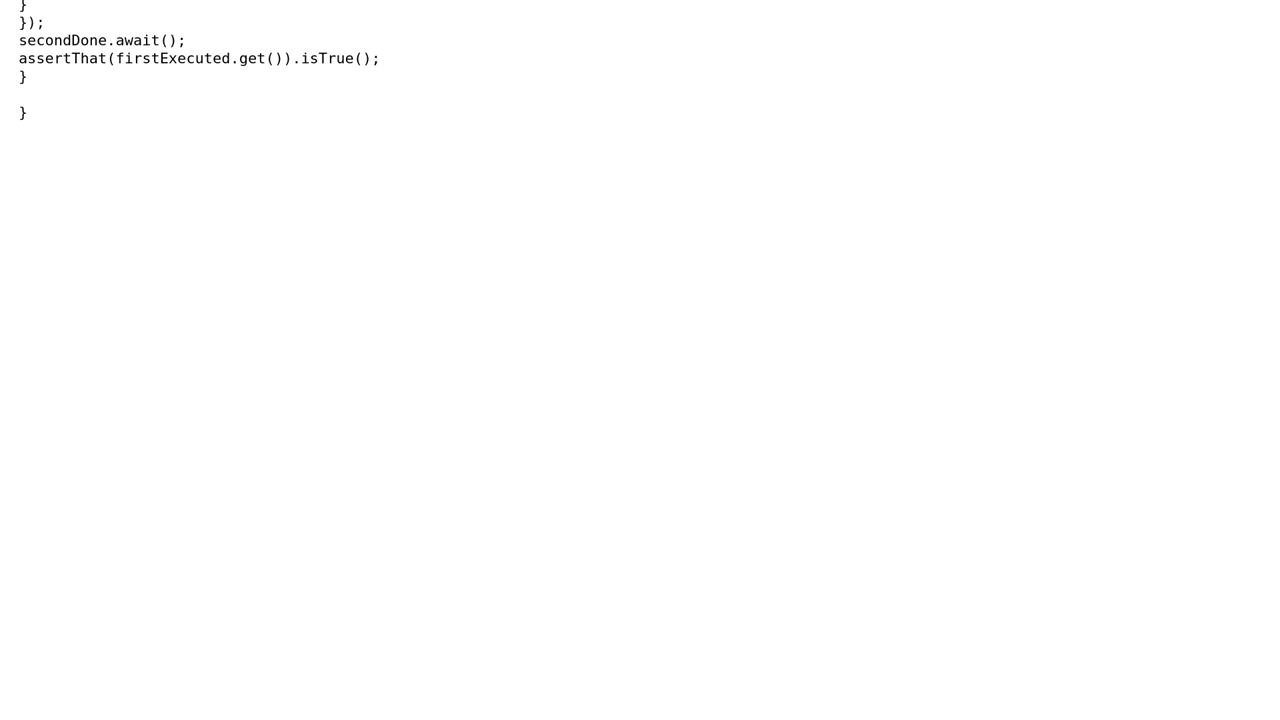 }
});
secondDone.await();
assertThat(firstExecuted.get()).isTrue();
}

}